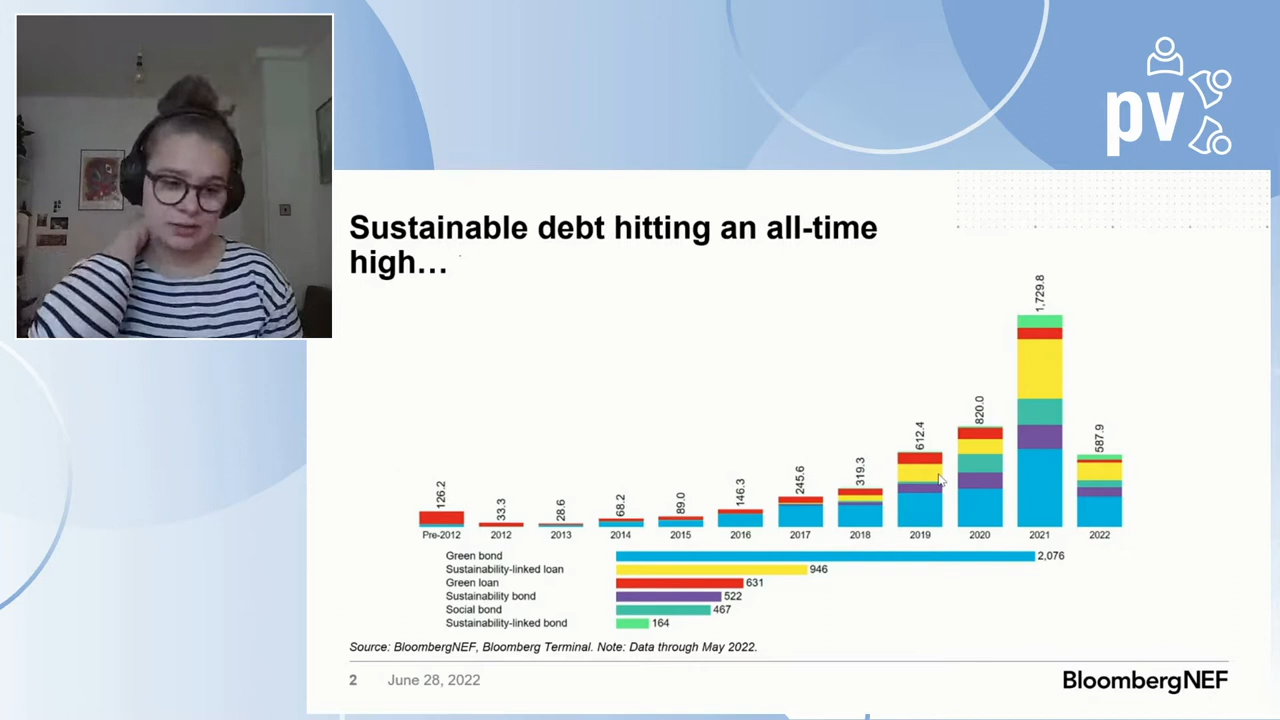 pv
Sustainable debt hitting an all-time
high…
126.2
33.3
28.6
68.2
89.0
146.3
245.6
319.3
612.4
820.0
1,729.8
587.9
Pre-2012 2012 2013 2014 2015 2016 2017 2018 2019 2020 2021 2022
Green bond 2,076
Sustainability-linked loan 946
Green loan 631
Sustainability bond 522
Social bond 467
Sustainability-linked bond 164
Source: BloombergNEF, Bloomberg Terminal. Note: Data through May 2022.
2 June 28, 2022
BloombergNEF